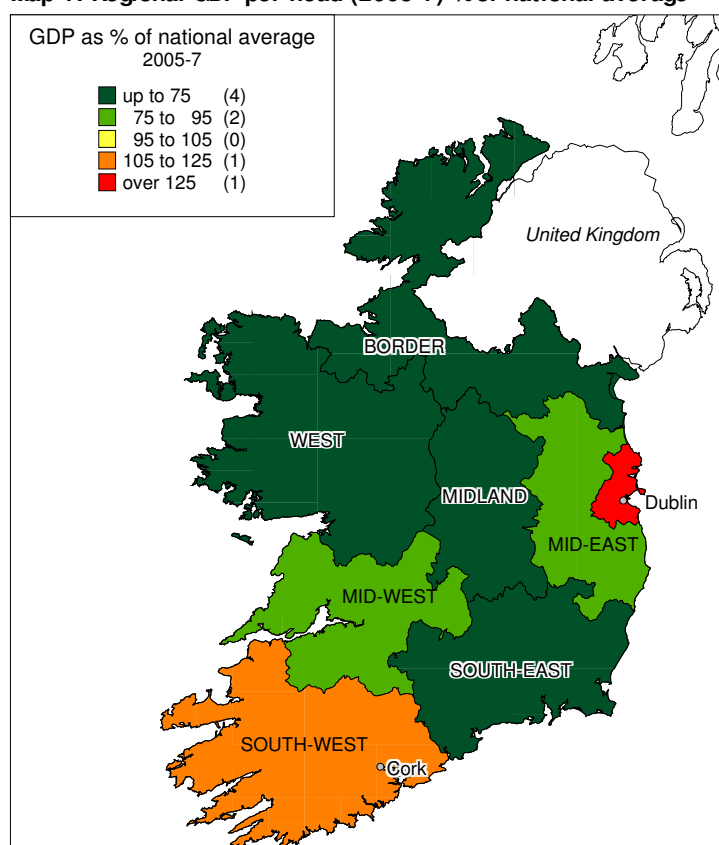 GDP as % of national average
2005-7
up to 75 (4)
75 to 95 (2)
95 to 105 (0)
105 to 125 (1)
over 125 (1)
United Kingdom
BORDER
WEST
MIDLAND
Dublin
MID-EAST
MID-WEST
SOUTH-EAST
SOUTH-WEST
Cork